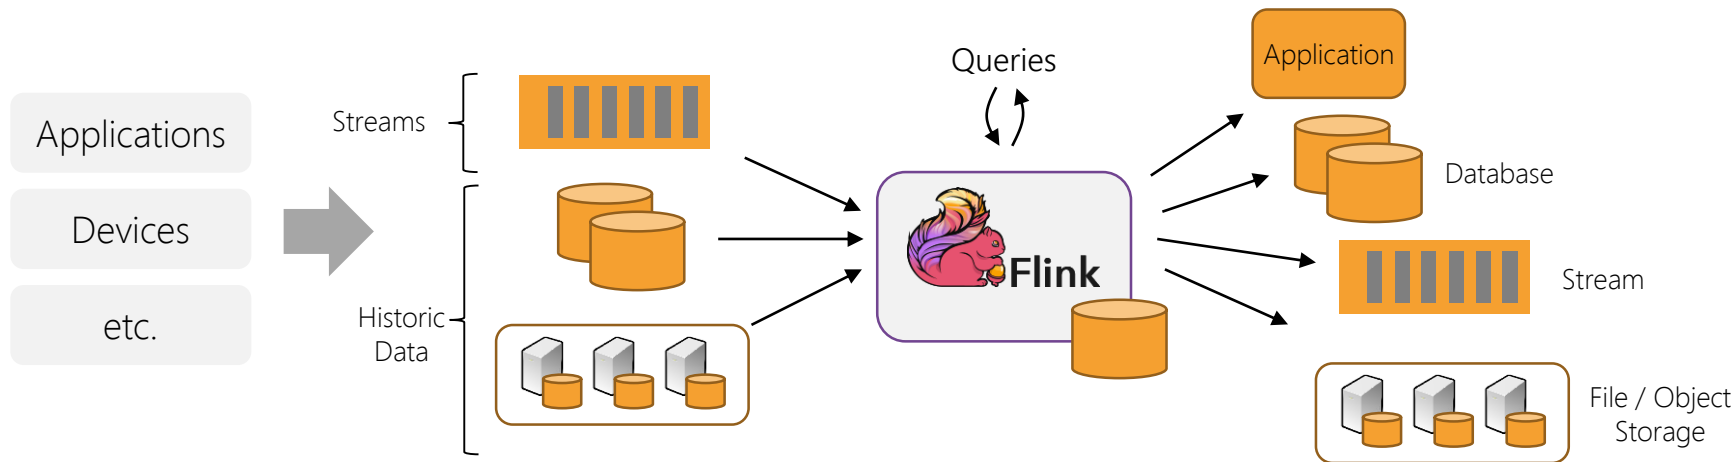 Applications
Devices
etc.
Streams
Historic
Data
Queries
Flink
Application
Database
Stream
File / Object
Storage